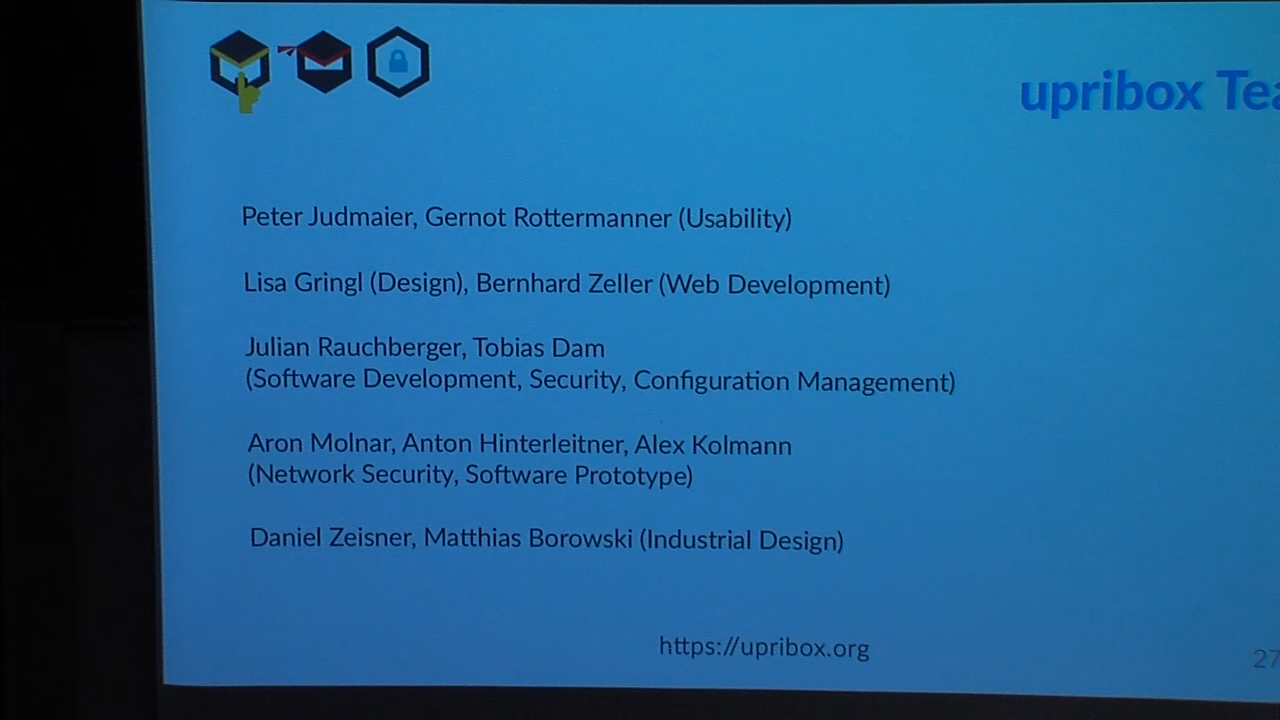 upribox Tea
Peter Judmaier, Gernot Rottermanner (Usability)
Lisa Gringl (Design), Bernhard Zeller (Web Development)
Julian Rauchberger, Tobias Dam
(Software Development, Security, Configuration Management)
Aron Molnar, Anton Hinterleitner, Alex Kolmann
(Network Security, Software Prototype)
Daniel Zeisner, Matthias Borowski (Industrial Design)
https://upribox.org
27